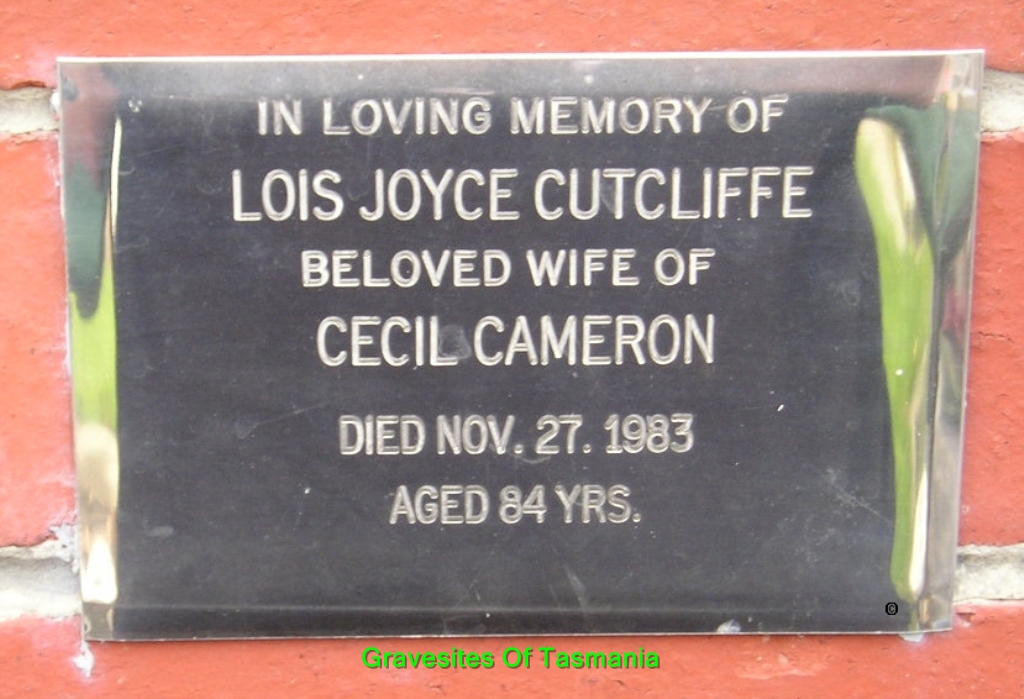 IN LOVING MEMORY OF
LOIS JOYCE CUTCLIFFE
BELOVED WIFE OF
CECIL CAMERON
DIED NOV. 27. 1983
AGED 84 YRS.
©
Gravesites Of Tasmania